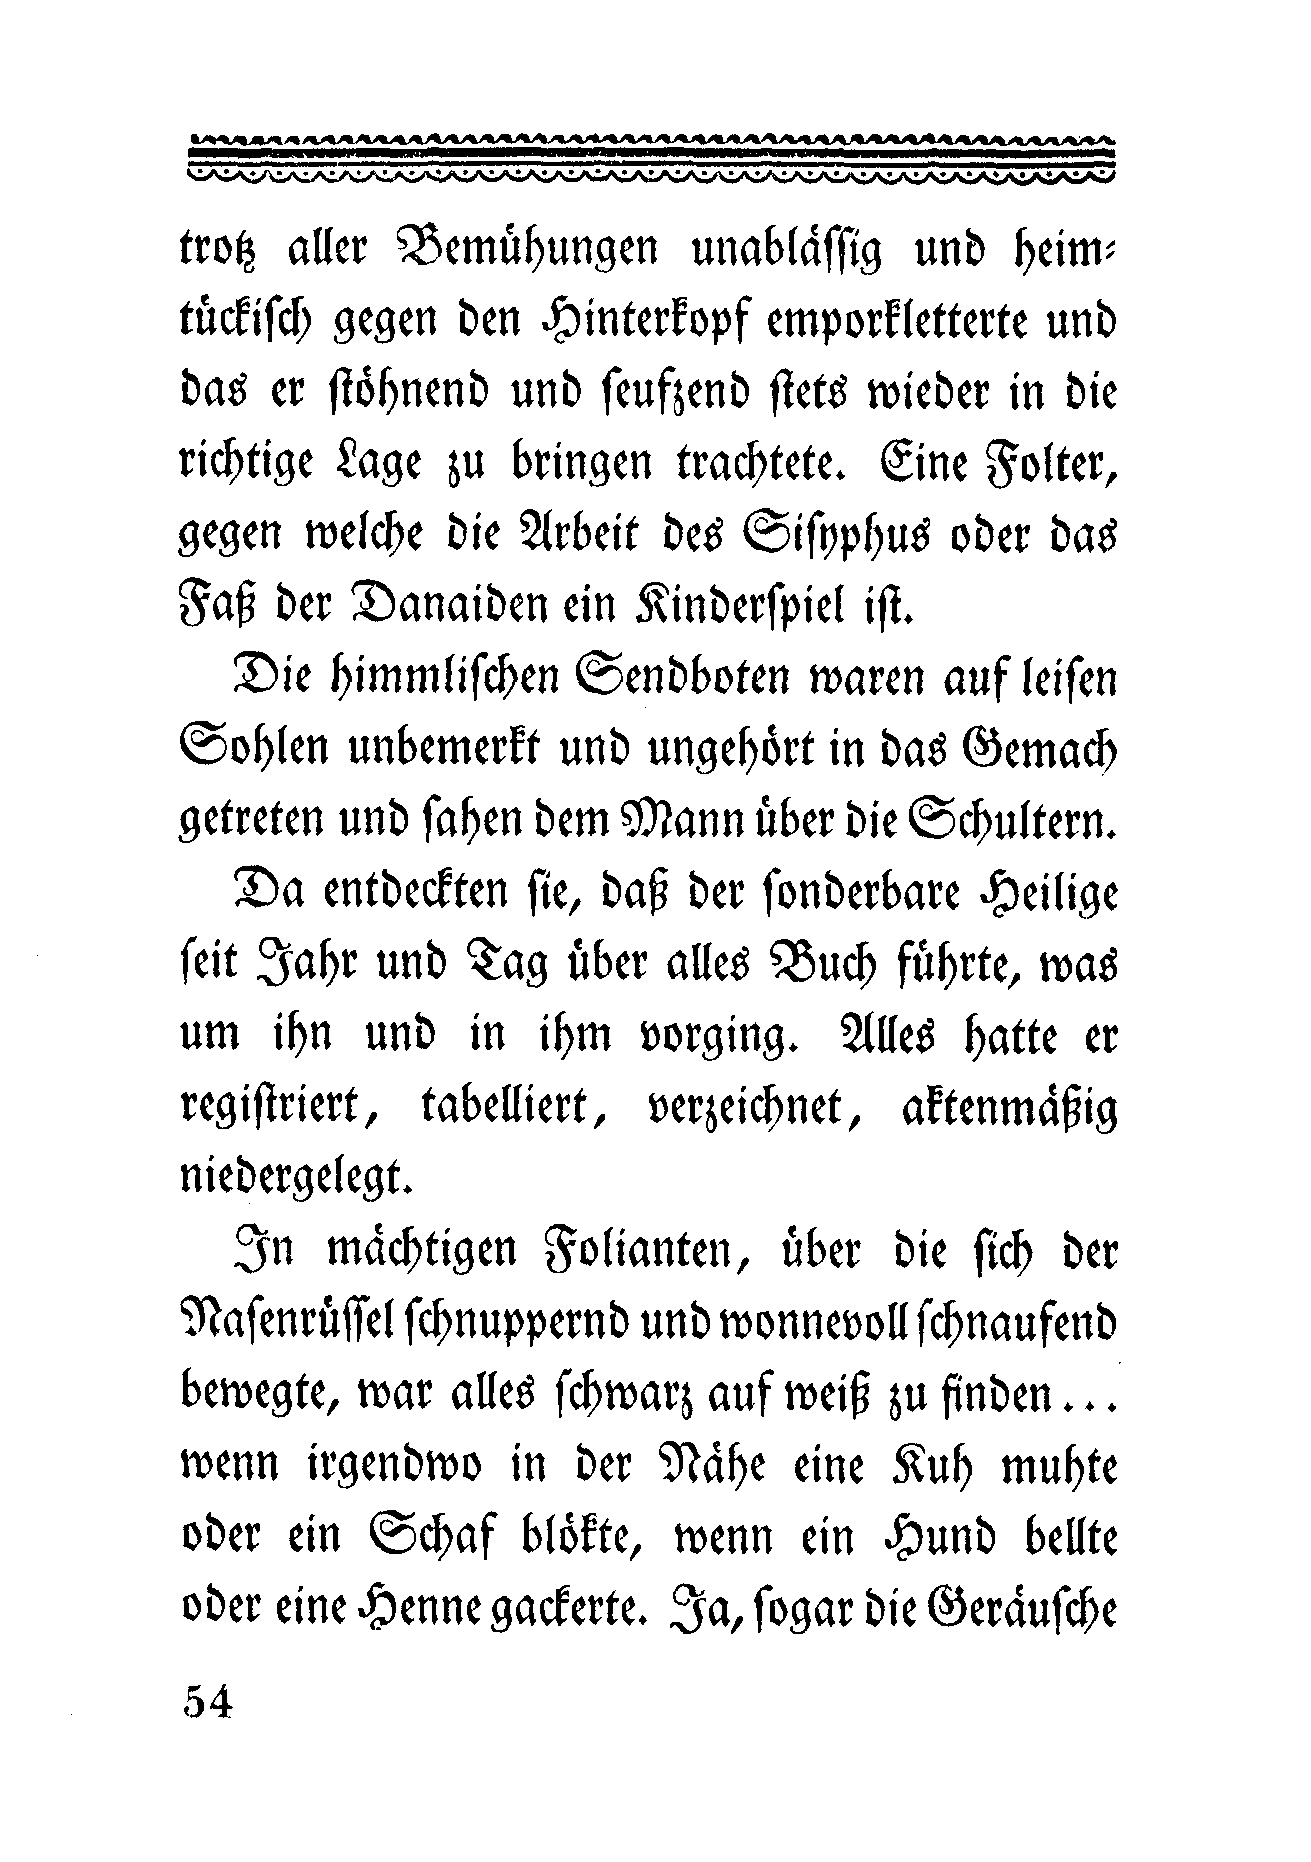 trotz aller Bemühungen unablässig und heim-
tückisch gegen den Hinterkopf emporkletterte und
das er stöhnend und seufzend stets wieder in die
richtige Lage zu bringen trachtete. Eine Folter,
gegen welche die Arbeit des Sisyphus oder das
Faß der Danaiden ein Kinderspiel ist.
Die himmlischen Sendboten waren auf leisen
Sohlen unbemerkt und ungehört in das Gemach
getreten und sahen dem Mann über die Schultern.
Da entdeckten sie, daß der sonderbare Heilige
seit Jahr und Tag über alles Buch führte, was
um ihn und in ihm vorging. Alles hatte er
registriert, tabelliert, verzeichnet, aktenmäßig
niedergelegt.
In mächtigen Folianten, über die sich der
Nasenrüssel schnuppernd und wonnevoll schnaufend
bewegte, war alles schwarz auf weiß zu finden...
wenn irgendwo in der Nähe eine Kuh muhte
oder ein Schaf blökte, wenn ein Hund bellte
oder eine Henne gackerte. Ja, sogar die Geräusche
54